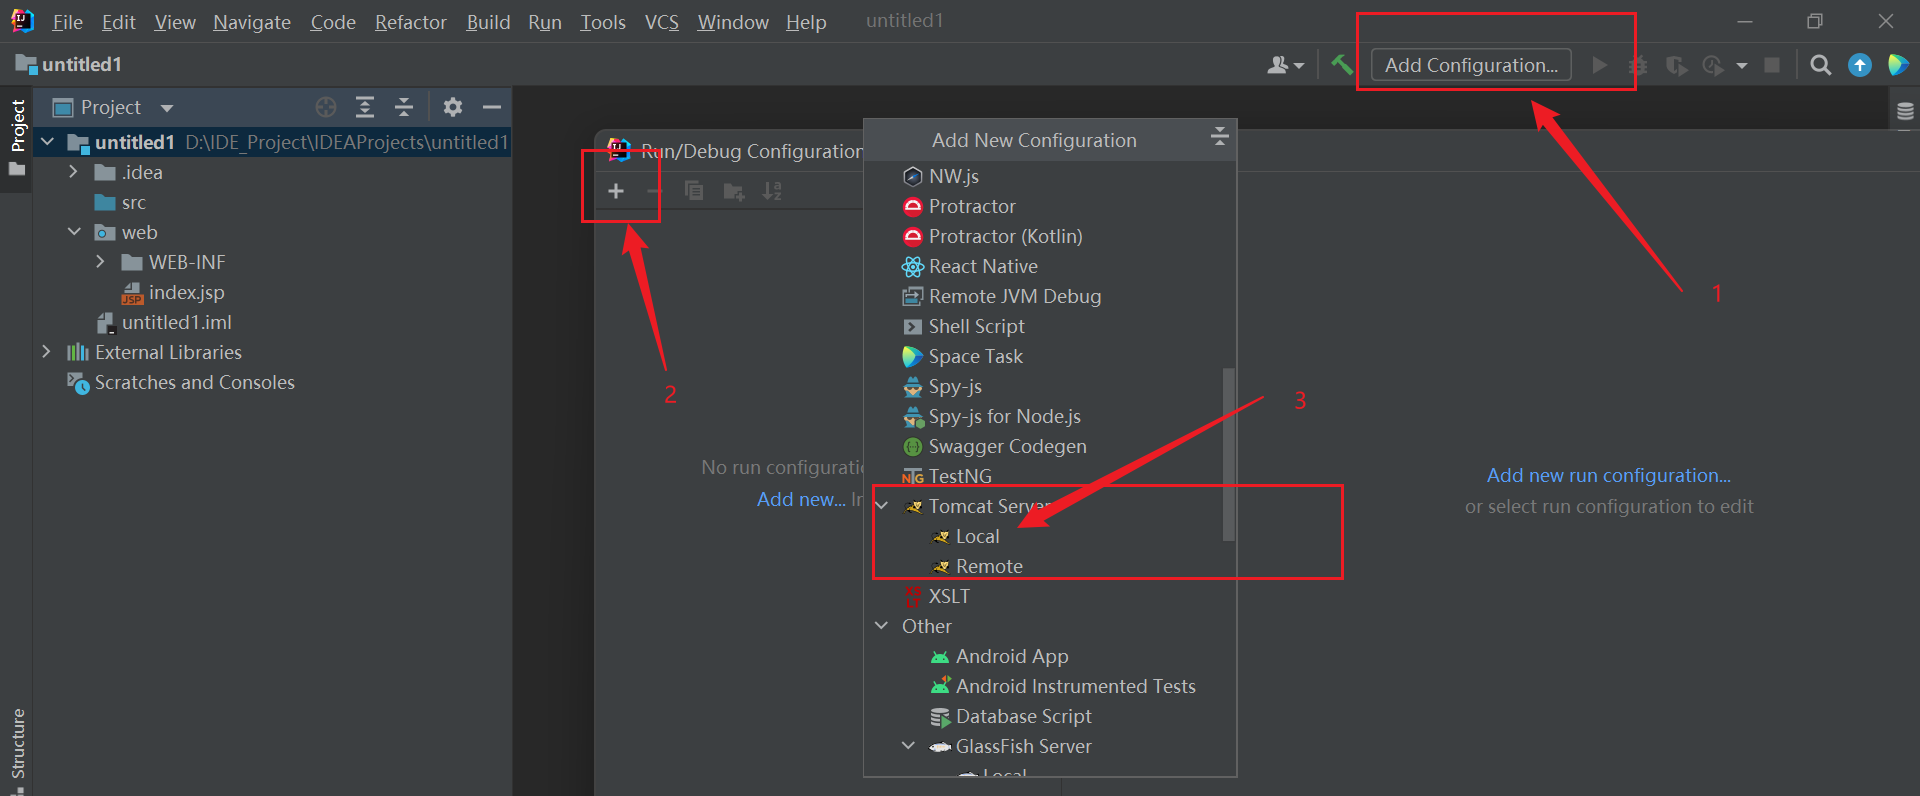 File Edit View Navigate Code Refactor Build Run Tools VCS Window Help untitled1
untitled1
Add Configuration...
1
Project
Project
untitled1 D:\IDE_Project\IDEAProjects\untitled1
.idea
src
web
WEB-INF
index.jsp
untitled1.iml
External Libraries
Scratches and Consoles
Structure
Run/Debug Configuration
2
No run configuratio
Add new...
Add New Configuration
NW.js
Protractor
Protractor (Kotlin)
React Native
Remote JVM Debug
Shell Script
Space Task
Spy-js
Spy-js for Node.js
Swagger Codegen
TestNG
Tomcat Server
Local
Remote
XSLT
Other
Android App
Android Instrumented Tests
Database Script
GlassFish Server
Local
3
Add new run configuration...
or select run configuration to edit